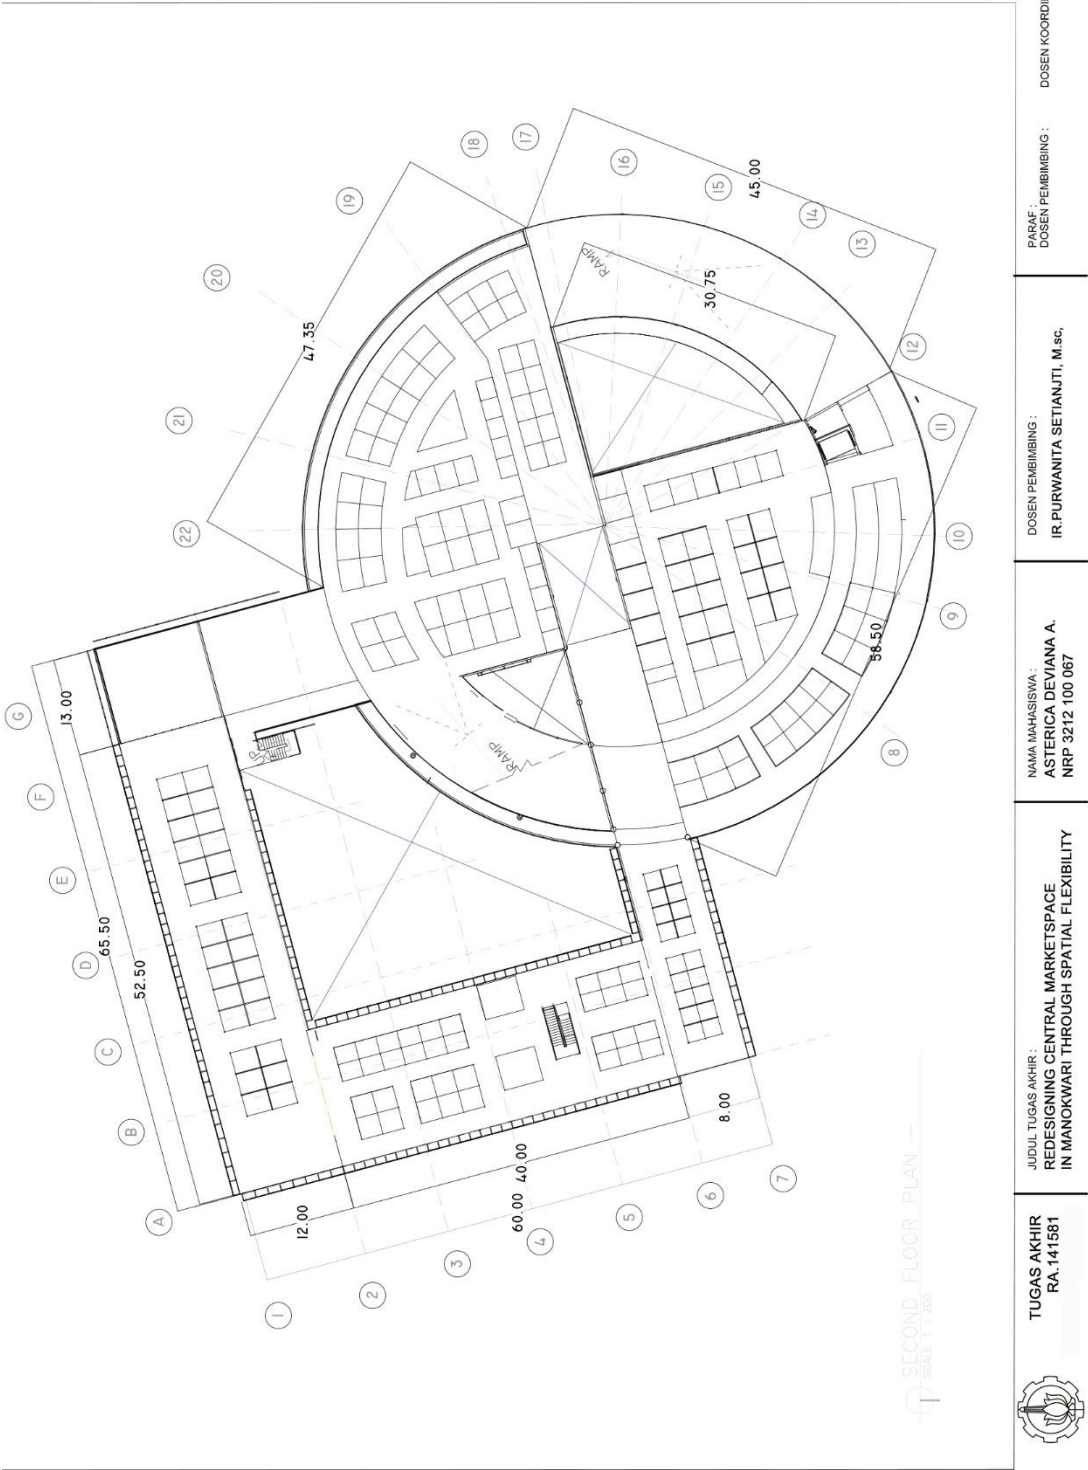 13.00
65.50
52.50
12.00
60.00
40.00
8.00
47.35
45.00
30.75
58.50
RAMP
RAMP
UP
A
B
C
D
E
F
G
1
2
3
4
5
6
7
8
9
10
11
12
13
14
15
16
17
18
19
20
21
22
SECOND FLOOR PLAN
SCALE 1 : 200
TUGAS AKHIR
RA.141581
JUDUL TUGAS AKHIR :
REDESIGNING CENTRAL MARKETSPACE
IN MANOKWARI THROUGH SPATIAL FLEXIBILITY
NAMA MAHASISWA :
ASTERICA DEVIANA A.
NRP 3212 100 067
DOSEN PEMBIMBING :
IR.PURWANITA SETIANJTI, M.sc,
PARAF :
DOSEN PEMBIMBING :
DOSEN KOORDI